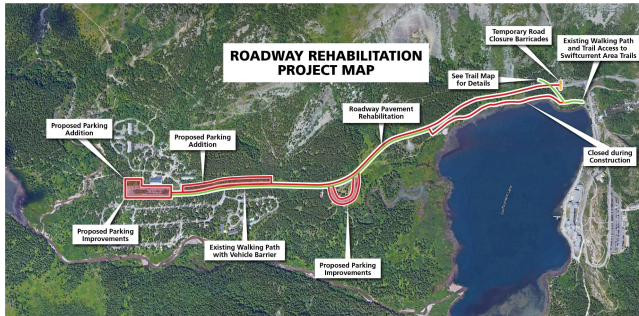 ROADWAY REHABILITATION
PROJECT MAP
Temporary Road
Closure Barricades
Existing Walking Path
and Trail Access to
Swiftcurrent Area Trails
See Trail Map
for Details
Roadway Pavement
Rehabilitation
Closed during
Construction
Proposed Parking
Addition
Proposed Parking
Addition
Proposed Parking
Improvements
Existing Walking Path
with Vehicle Barrier
Proposed Parking
Improvements